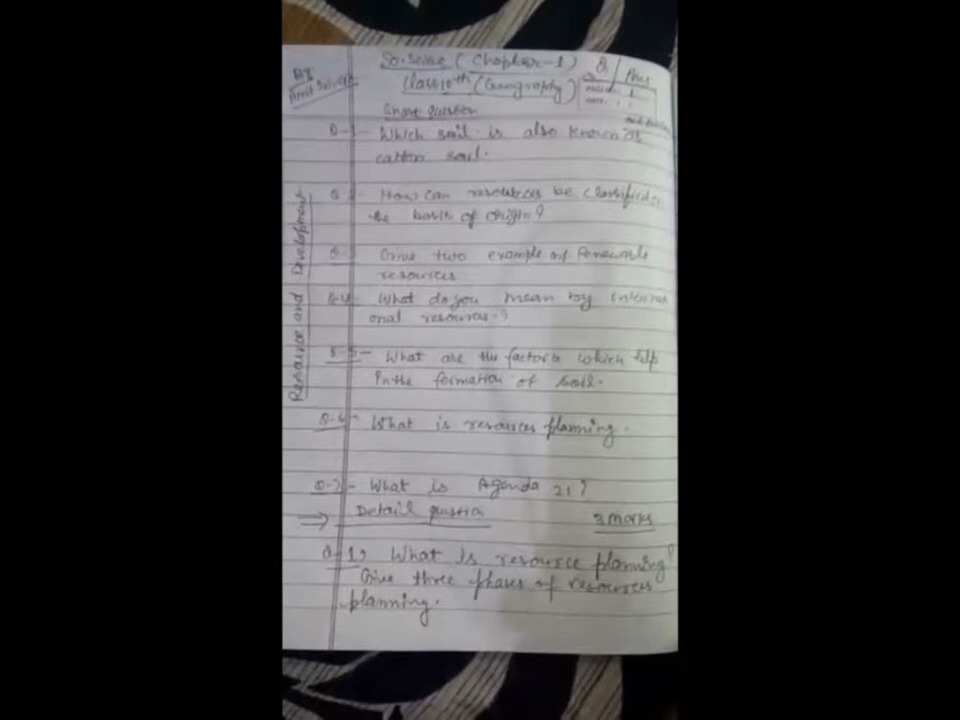 So. Science (Chapter-1)
Class 10th (Geography)
Short question
Q-1- Which soil is also known as
cotton soil.
Q How can resources be classified
the basis of origin?
Q- Give two example of Renewable
resources
Q-4 What do you mean by
onal resources-?
Q-5- What are the factors which help
in the formation of soil.
Q-6- What is resources planning.
Q-7- What is Agenda 21?
Detail question 3 marks
Q-1, What is resource planning?
Give three phases of resources
planning.
Resource and Development